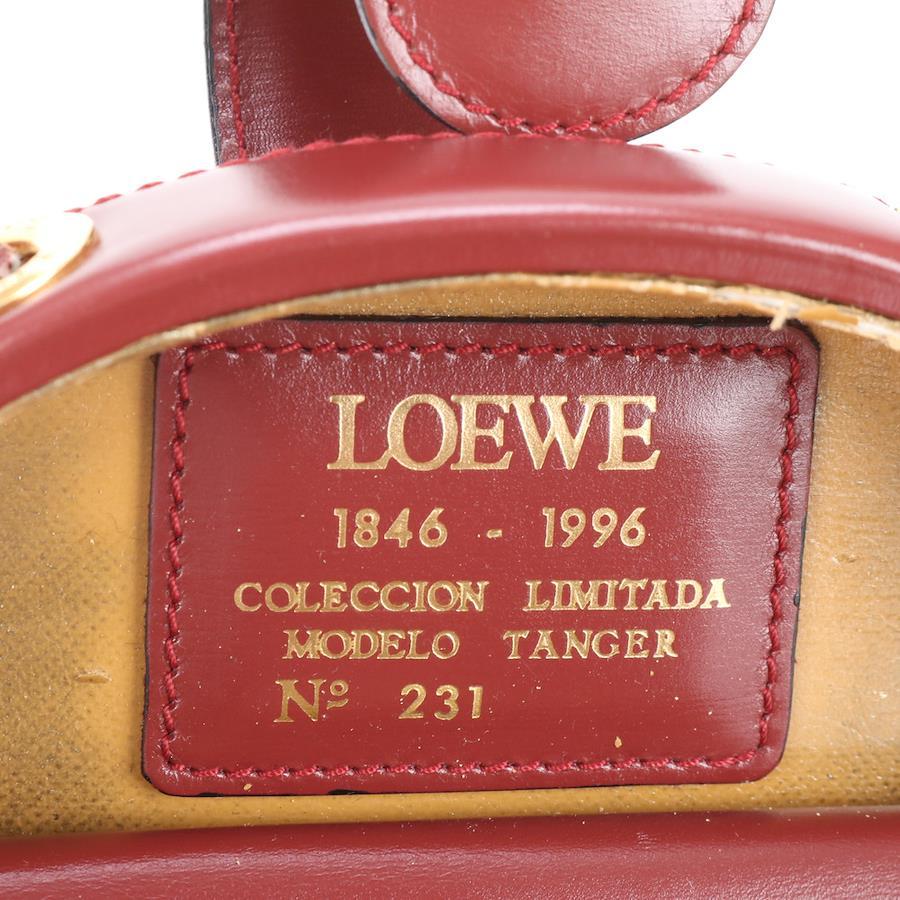 LOEWE
1846 - 1996
COLECCION LIMITADA
MODELO TANGER
Nº 231